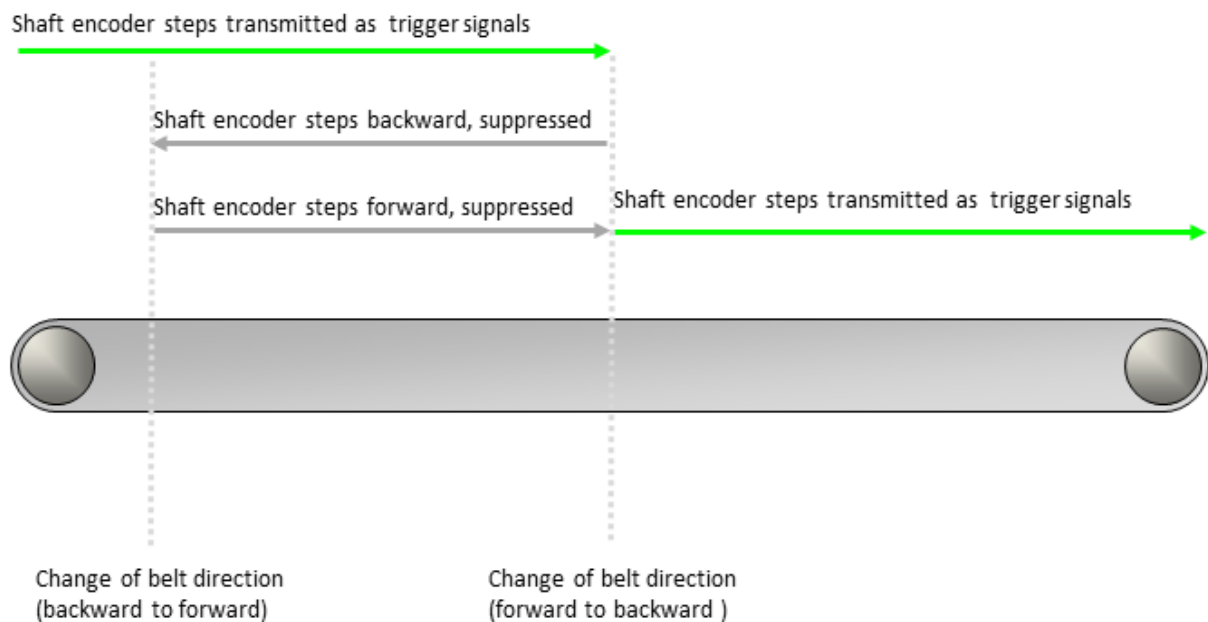 Shaft encoder steps transmitted as trigger signals
Shaft encoder steps backward, suppressed
Shaft encoder steps forward, suppressed
Shaft encoder steps transmitted as trigger signals
Change of belt direction
(backward to forward)
Change of belt direction
(forward to backward )